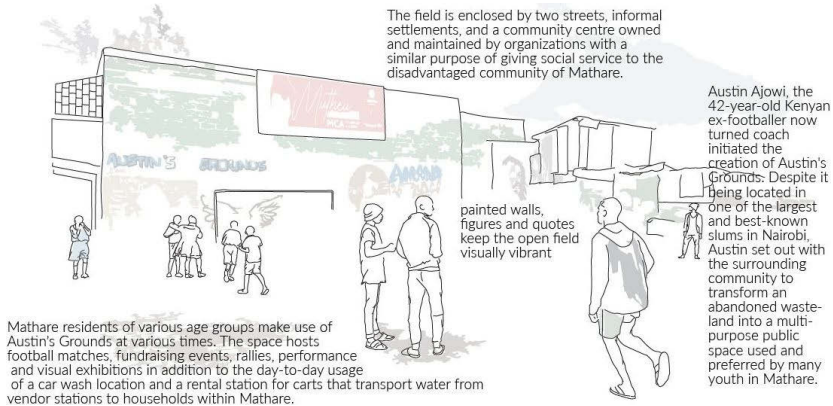 The field is enclosed by two streets, informal
settlements, and a community centre owned
and maintained by organizations with a
similar purpose of giving social service to the
disadvantaged community of Mathare.
Austin Ajowi, the
42-year-old Kenyan
ex-footballer now
turned coach
initiated the
creation of Austin's
Grounds. Despite it
being located in
one of the largest
and best-known
slums in Nairobi,
Austin set out with
the surrounding
community to
transform an
abandoned waste-
land into a multi-
purpose public
space used and
preferred by many
youth in Mathare.
AUSTIN'S GROUNDS
painted walls,
figures and quotes
keep the open field
visually vibrant
Mathare residents of various age groups make use of
Austin's Grounds at various times. The space hosts
football matches, fundraising events, rallies, performance
and visual exhibitions in addition to the day-to-day usage
of a car wash location and a rental station for carts that transport water from
vendor stations to households within Mathare.